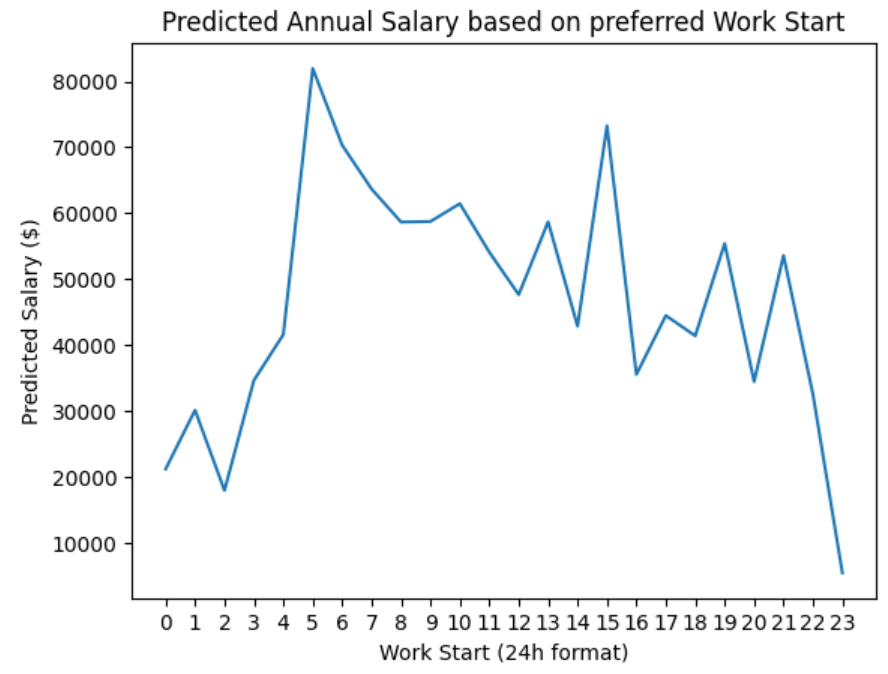 Predicted Annual Salary based on preferred Work Start
80000
70000
60000
50000
40000
30000
20000
10000
Predicted Salary ($)
0 1 2 3 4 5 6 7 8 9 10 11 12 13 14 15 16 17 18 19 20 21 22 23
Work Start (24h format)